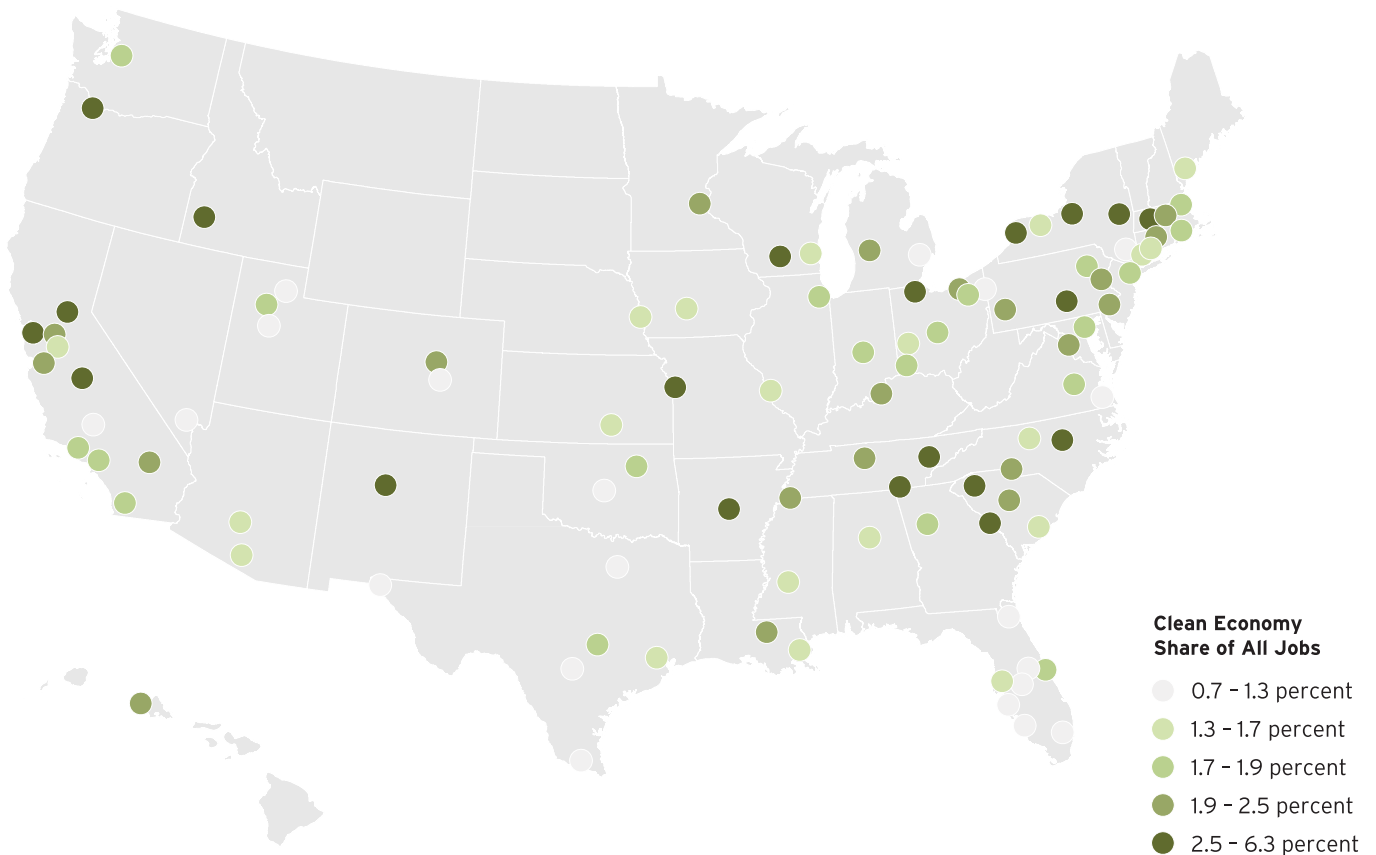 Clean Economy
Share of All Jobs
0.7 – 1.3 percent
1.3 – 1.7 percent
1.7 – 1.9 percent
1.9 – 2.5 percent
2.5 – 6.3 percent